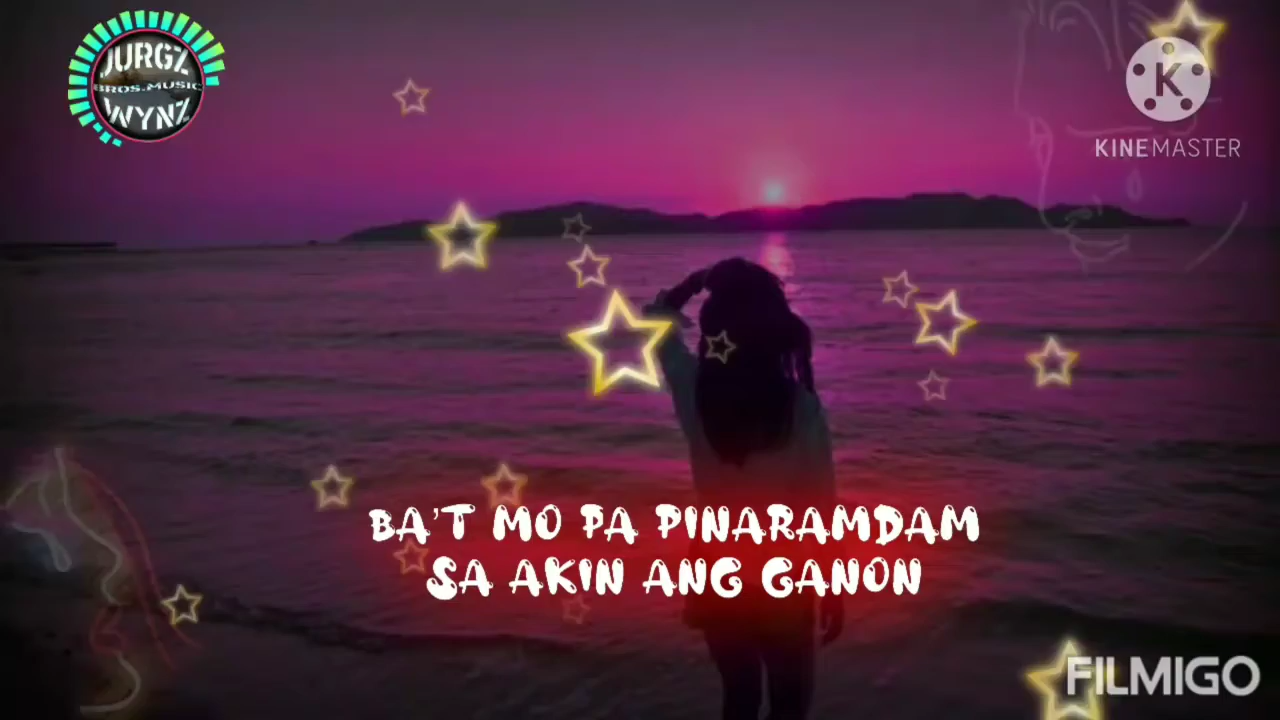 JURGZ
BROS.MUSIC
WYNZ
K
KINEMASTER
BA'T MO PA PINARAMDAM
SA AKIN ANG GANON
FILMIGO